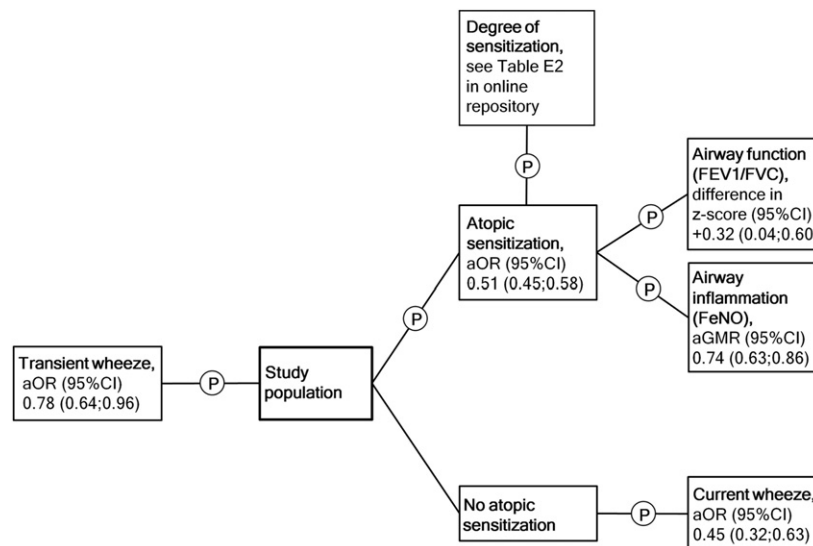 Degree of
sensitization,
see Table E2
in online
repository
P
Airway function
(FEV1/FVC),
difference in
z-score (95%CI)
+0.32 (0.04;0.60
P
Atopic
sensitization,
aOR (95%CI)
0.51 (0.45;0.58)
P
Airway
inflammation
(FeNO),
aGMR (95%CI)
0.74 (0.63;0.86)
P
Transient wheeze,
aOR (95%CI)
0.78 (0.64;0.96)
P
Study
population
No atopic
sensitization
P
Current wheeze,
aOR (95%CI)
0.45 (0.32;0.63)